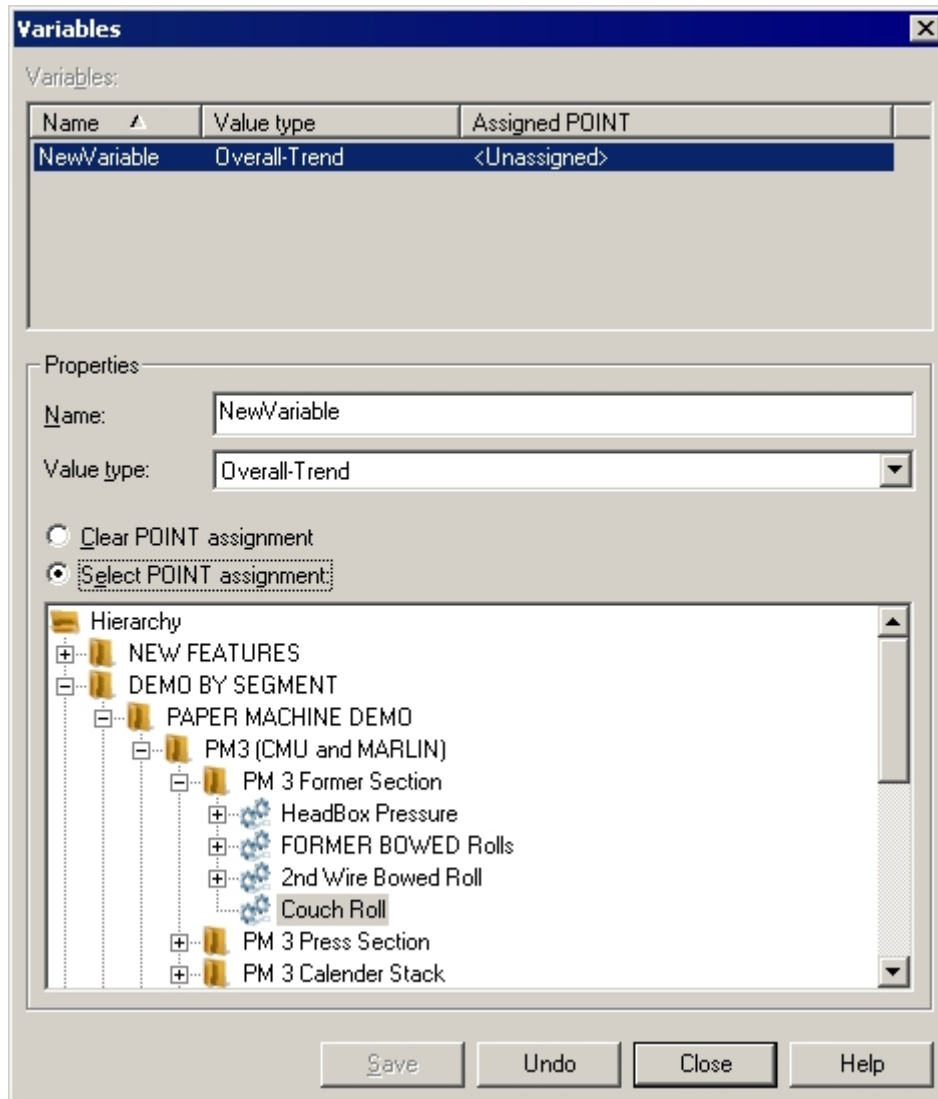 Variables
Variables:
Name Value type Assigned POINT
NewVariable Overall-Trend <Unassigned>
Properties
Name: NewVariable
Value type: Overall-Trend
Clear POINT assignment
Select POINT assignment:
Hierarchy
NEW FEATURES
DEMO BY SEGMENT
PAPER MACHINE DEMO
PM3 (CMU and MARLIN)
PM 3 Former Section
HeadBox Pressure
FORMER BOWED Rolls
2nd Wire Bowed Roll
Couch Roll
PM 3 Press Section
PM 3 Calender Stack
Save Undo Close Help